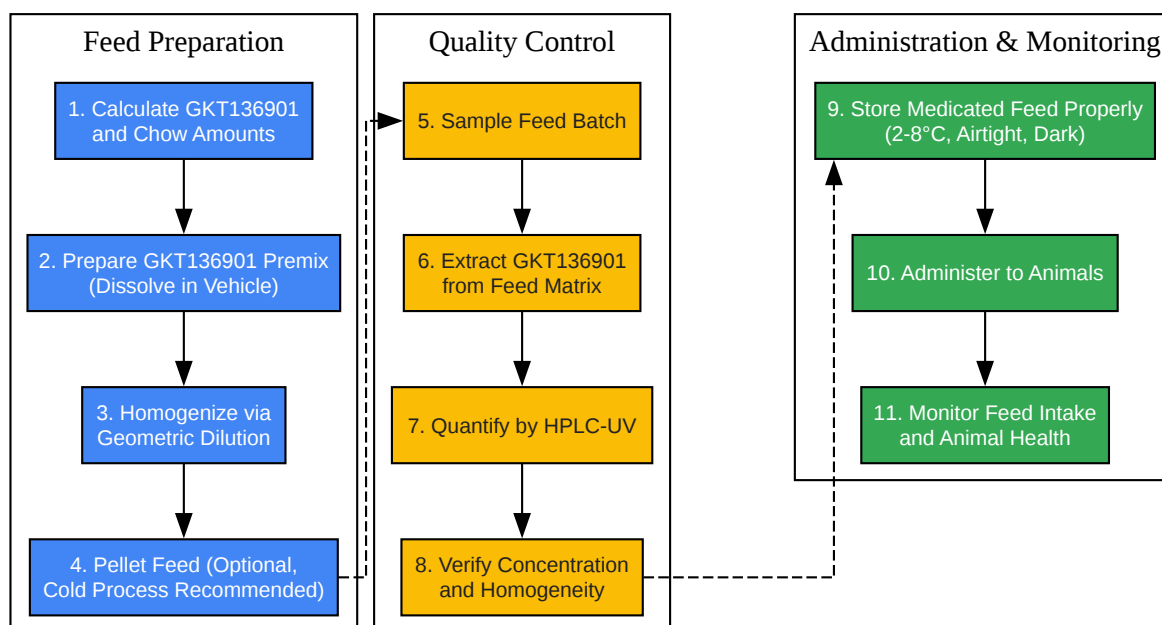 Feed Preparation
1. Calculate GKT136901
and Chow Amounts
2. Prepare GKT136901 Premix
(Dissolve in Vehicle)
3. Homogenize via
Geometric Dilution
4. Pellet Feed (Optional,
Cold Process Recommended)
Quality Control
5. Sample Feed Batch
6. Extract GKT136901
from Feed Matrix
7. Quantify by HPLC-UV
8. Verify Concentration
and Homogeneity
Administration & Monitoring
9. Store Medicated Feed Properly
(2-8°C, Airtight, Dark)
10. Administer to Animals
11. Monitor Feed Intake
and Animal Health